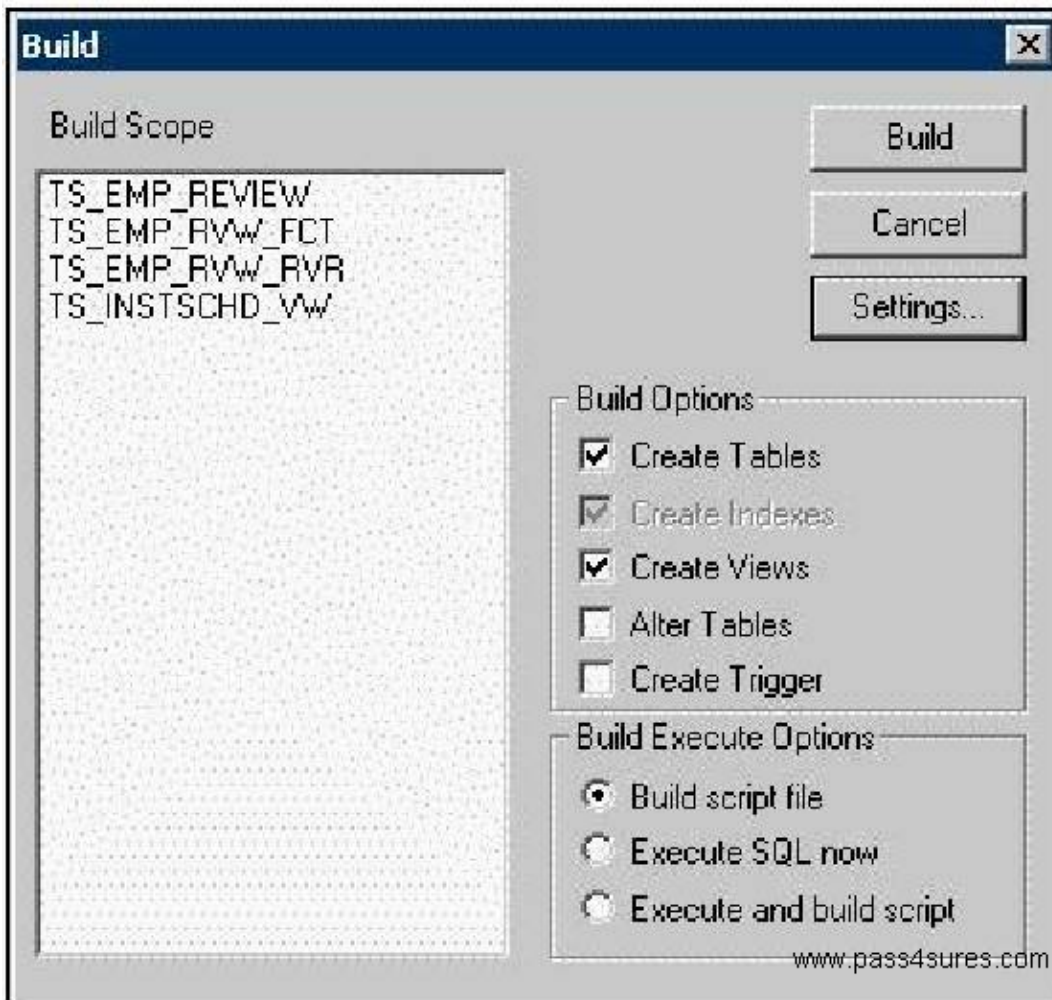 Build
Build Scope
TS_EMP_REVIEW
TS_EMP_RVW_FCT
TS_EMP_RVW_RVR
TS_INSTSCHD_VW
Build
Cancel
Settings...
Build Options
Create Tables
Create Indexes
Create Views
Alter Tables
Create Trigger
Build Execute Options
Build script file
Execute SQL now
Execute and build script
www.pass4sures.com